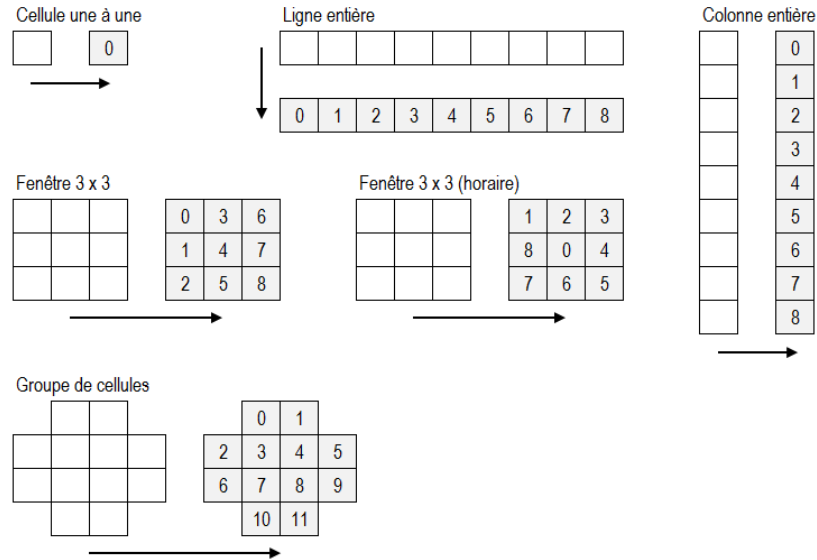 Cellule une à une
0
Ligne entière
0 1 2 3 4 5 6 7 8
Colonne entière
0
1
2
3
4
5
6
7
8
Fenêtre 3 x 3
0 3 6
1 4 7
2 5 8
Fenêtre 3 x 3 (horaire)
1 2 3
8 0 4
7 6 5
Groupe de cellules
0 1
2 3 4 5
6 7 8 9
10 11